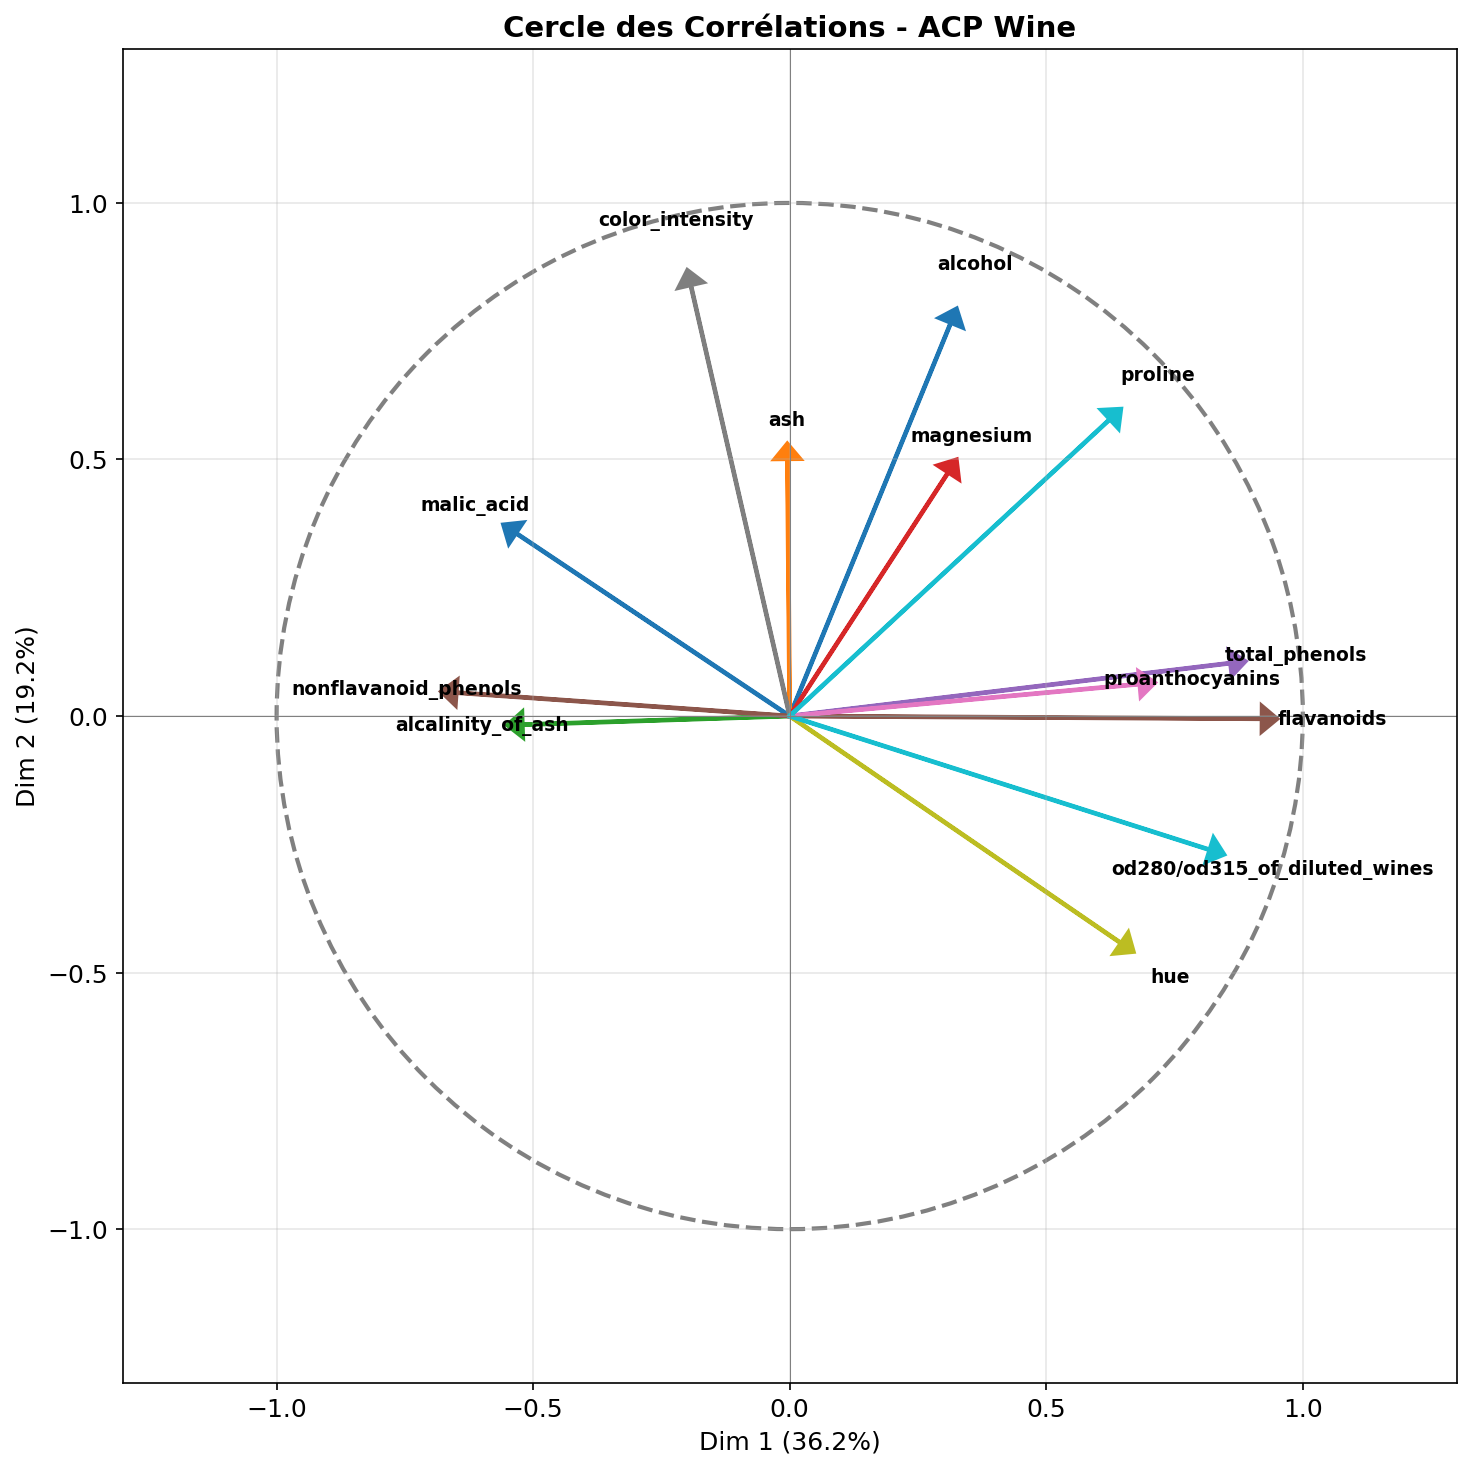 Cercle des Corrélations - ACP Wine
1.0
color_intensity
alcohol
proline
ash
magnesium
0.5
malic_acid
total_phenols
proanthocyanins
nonflavanoid_phenols
0.0
flavanoids
alcalinity_of_ash
Dim 2 (19.2%)
od280/od315_of_diluted_wines
−0.5
hue
−1.0
−1.0
−0.5
0.0
0.5
1.0
Dim 1 (36.2%)